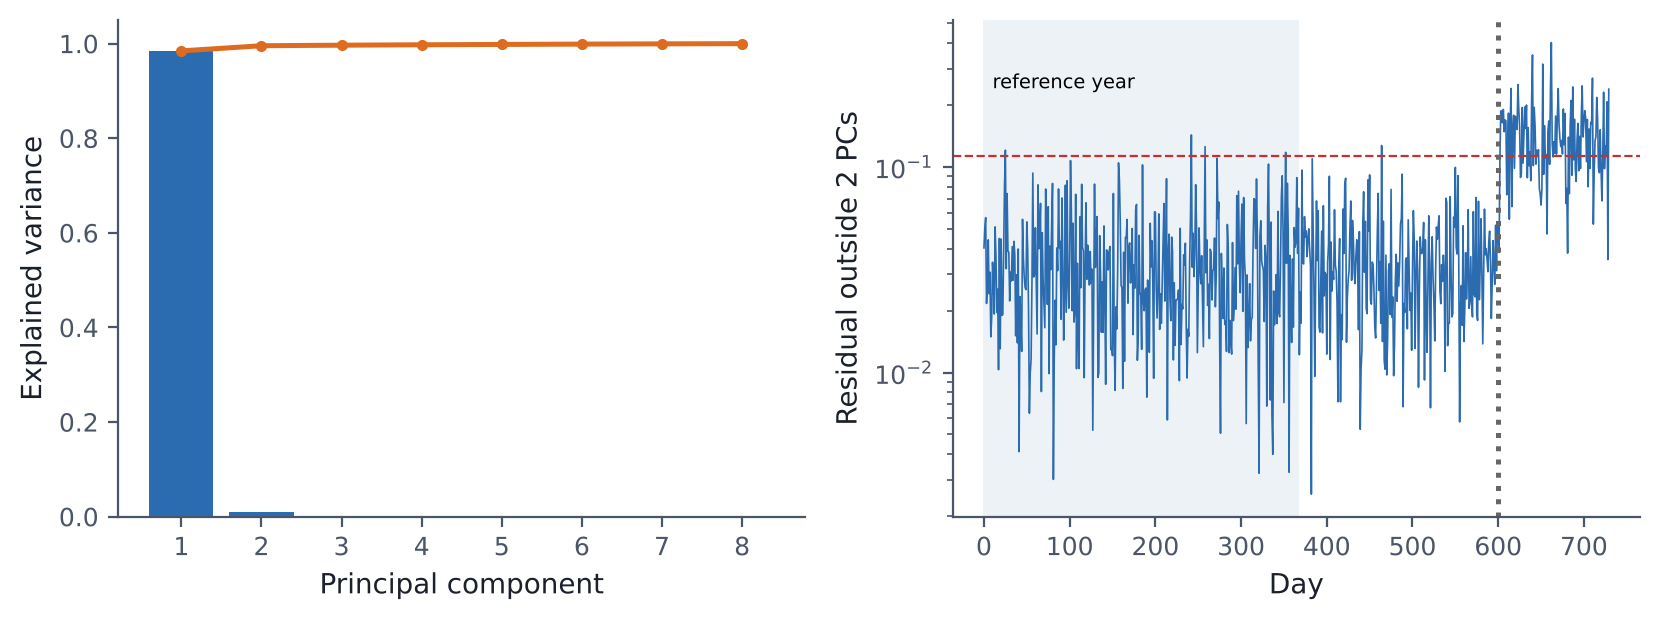 Explained variance
1.0
0.8
0.6
0.4
0.2
0.0
1 2 3 4 5 6 7 8
Principal component
Residual outside 2 PCs
10⁻¹
10⁻²
reference year
0 100 200 300 400 500 600 700
Day